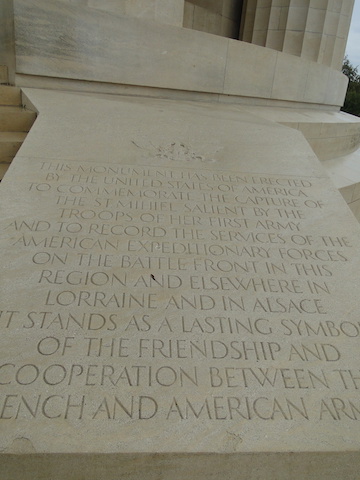 THIS MONUMENT HAS BEEN ERECTED
BY THE UNITED STATES OF AMERICA
TO COMMEMORATE THE CAPTURE OF
THE ST. MIHIEL SALIENT BY THE
TROOPS OF HER FIRST ARMY
AND TO RECORD THE SERVICES OF THE
AMERICAN EXPEDITIONARY FORCES
ON THE BATTLE FRONT IN THIS
REGION AND ELSEWHERE IN
LORRAINE AND IN ALSACE
IT STANDS AS A LASTING SYMBO
OF THE FRIENDSHIP AND
COOPERATION BETWEEN TH
ENCH AND AMERICAN ARM